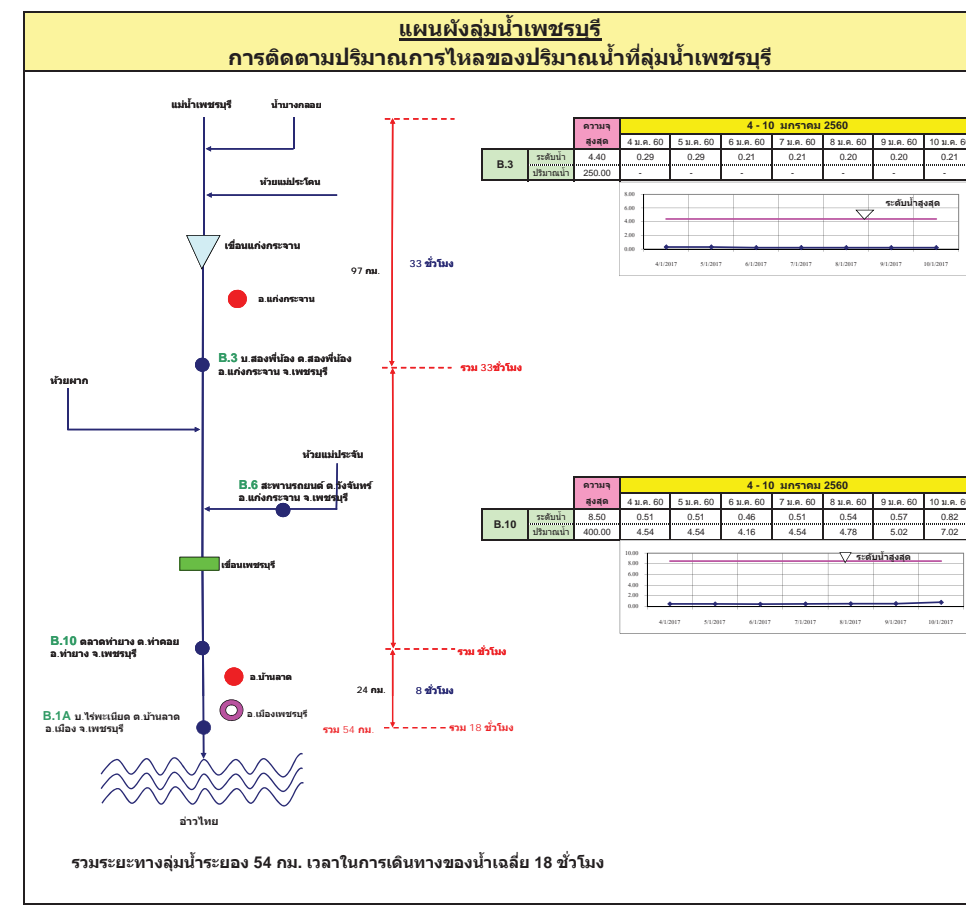 แผนผังลุ่มน้ำเพชรบุรี
การติดตามปริมาณการไหลของปริมาณน้ำที่ลุ่มน้ำเพชรบุรี
แม่น้ำเพชรบุรี
น้ำบางกลอย
ห้วยแม่ประโดน
เขื่อนแก่งกระจาน
97 กม.
33 ชั่วโมง
อ.แก่งกระจาน
B.3 บ.สองพี่น้อง ต.สองพี่น้อง
อ.แก่งกระจาน จ.เพชรบุรี
รวม 33ชั่วโมง
ห้วยผาก
ห้วยแม่ประจัน
B.6 สะพานรถยนต์ ต.วังจันทร์
อ.แก่งกระจาน จ.เพชรบุรี
เขื่อนเพชรบุรี
B.10 ตลาดท่ายาง ต.ท่าคอย
อ.ท่ายาง จ.เพชรบุรี
รวม ชั่วโมง
อ.บ้านลาด
24 กม.
8 ชั่วโมง
อ.เมืองเพชรบุรี
B.1A บ.ไร่พะเนียด ต.บ้านลาด
อ.เมือง จ.เพชรบุรี
รวม 54 กม.
รวม 18 ชั่วโมง
อ่าวไทย
รวมระยะทางลุ่มน้ำระยอง 54 กม. เวลาในการเดินทางของน้ำเฉลี่ย 18 ชั่วโมง
ความจุ 4 - 10 มกราคม 2560
สูงสุด 4 ม.ค. 60 5 ม.ค. 60 6 ม.ค. 60 7 ม.ค. 60 8 ม.ค. 60 9 ม.ค. 60 10 ม.ค. 6
B.3
ระดับน้ำ 4.40 0.29 0.29 0.21 0.21 0.20 0.20 0.21
ปริมาณน้ำ 250.00 - - - - - - -
8.00
6.00
4.00
2.00
0.00
ระดับน้ำสูงสุด
4/1/2017 5/1/2017 6/1/2017 7/1/2017 8/1/2017 9/1/2017 10/1/2017
ความจุ 4 - 10 มกราคม 2560
สูงสุด 4 ม.ค. 60 5 ม.ค. 60 6 ม.ค. 60 7 ม.ค. 60 8 ม.ค. 60 9 ม.ค. 60 10 ม.ค. 6
B.10
ระดับน้ำ 8.50 0.51 0.51 0.46 0.51 0.54 0.57 0.82
ปริมาณน้ำ 400.00 4.54 4.54 4.16 4.54 4.78 5.02 7.02
10.00
8.00
6.00
4.00
2.00
0.00
ระดับน้ำสูงสุด
4/1/2017 5/1/2017 6/1/2017 7/1/2017 8/1/2017 9/1/2017 10/1/2017